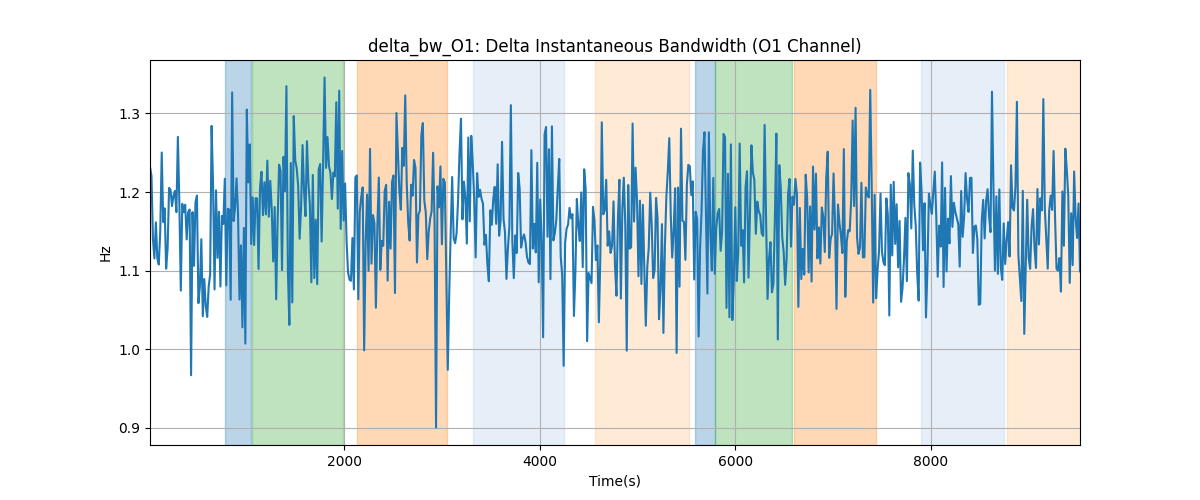 delta_bw_O1: Delta Instantaneous Bandwidth (O1 Channel)
1.3
1.2
1.1
1.0
0.9
Hz
2000 4000 6000 8000
Time(s)